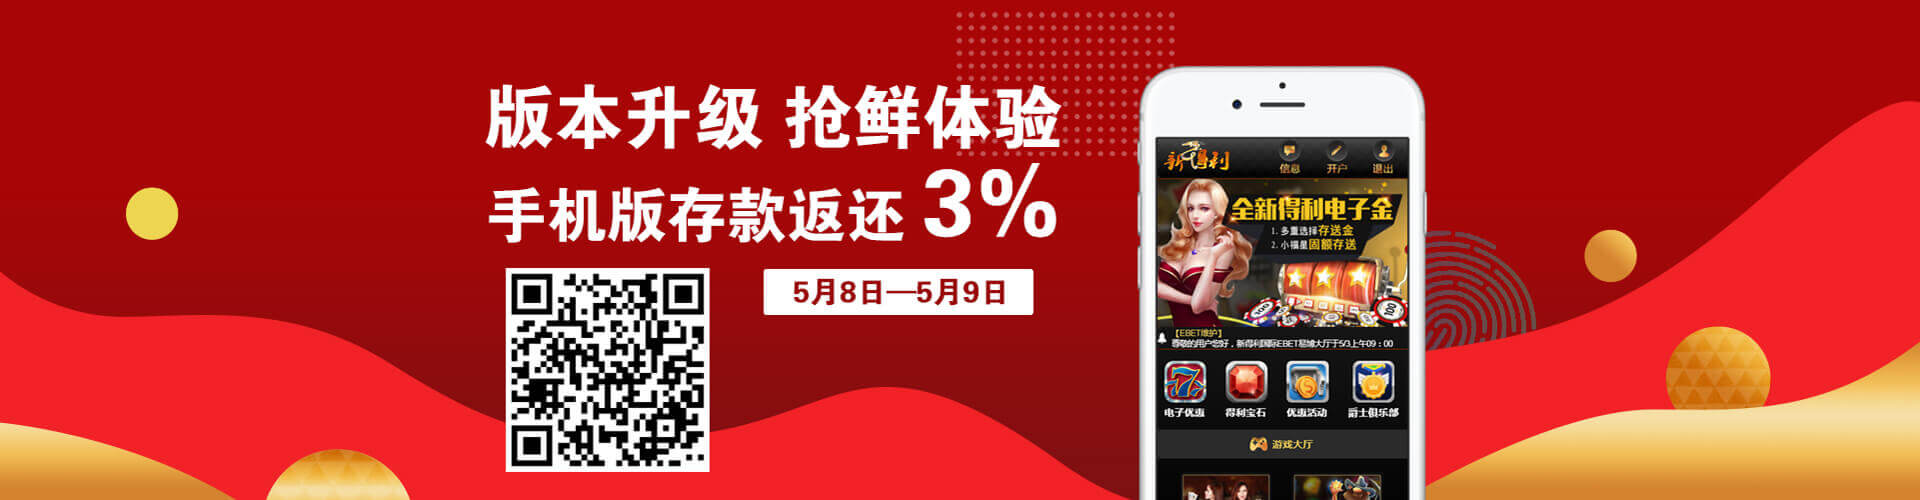 版本升级 抢鲜体验
手机版存款返还 3%
5月8日—5月9日
新得利
信息
开户
退出
全新得利电子金
1. 多重选择存送金
2. 小福星固额存送
【EBET维护】
尊敬的用户您好，新得利国际EBET易博大厅于5/3上午09：00
电子优惠
得利宝石
优惠活动
爵士俱乐部
游戏大厅